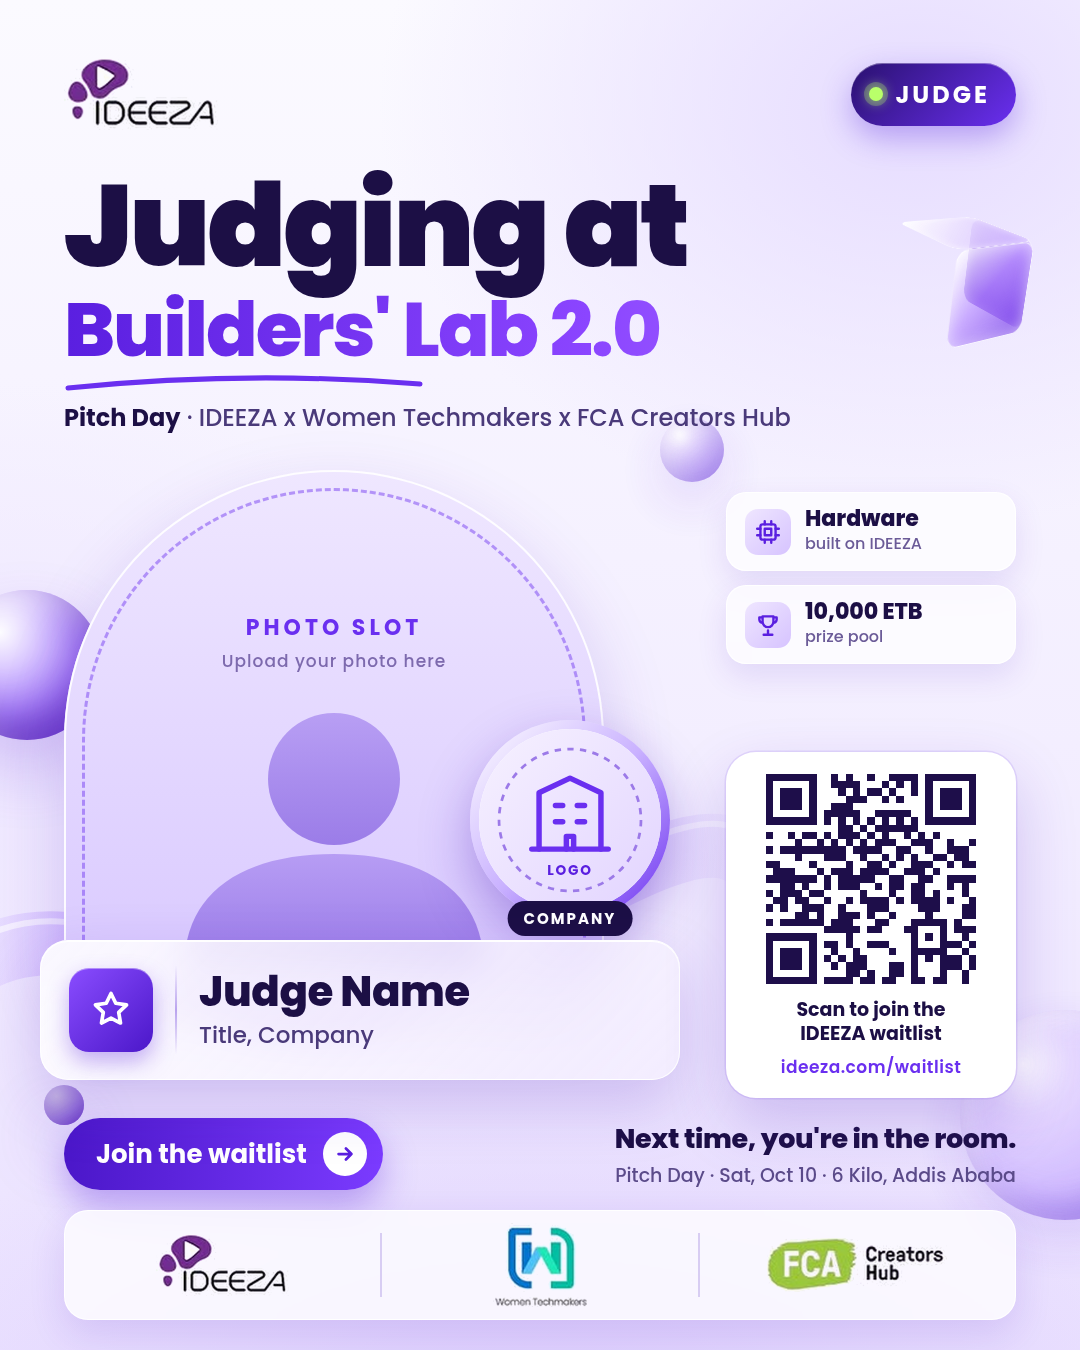 IDEEZA
JUDGE
Judging at
Builders' Lab 2.0
Pitch Day · IDEEZA x Women Techmakers x FCA Creators Hub
Hardware
built on IDEEZA
10,000 ETB
prize pool
PHOTO SLOT
Upload your photo here
LOGO
COMPANY
Judge Name
Title, Company
Scan to join the
IDEEZA waitlist
ideeza.com/waitlist
Join the waitlist
Next time, you're in the room.
Pitch Day · Sat, Oct 10 · 6 Kilo, Addis Ababa
IDEEZA
Women Techmakers
FCA Creators
Hub